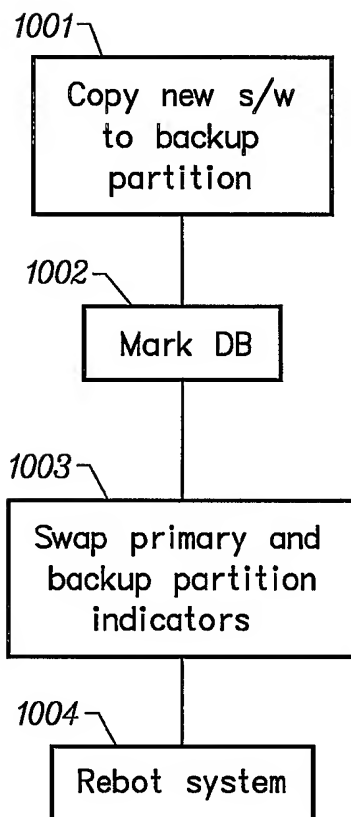 1001
Copy new s/w
to backup
partition
1002
Mark DB
1003
Swap primary and
backup partition
indicators
1004
Rebot system